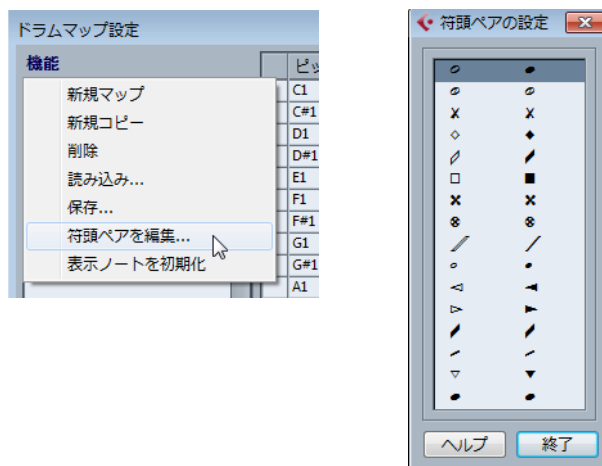 ドラムマップ設定
機能
新規マップ
新規コピー
削除
読み込み...
保存...
符頭ペアを編集...
表示ノートを初期化
C1
C#1
D1
D#1
E1
F1
F#1
G1
G#1
A1
符頭ペアの設定
ヘルプ
終了